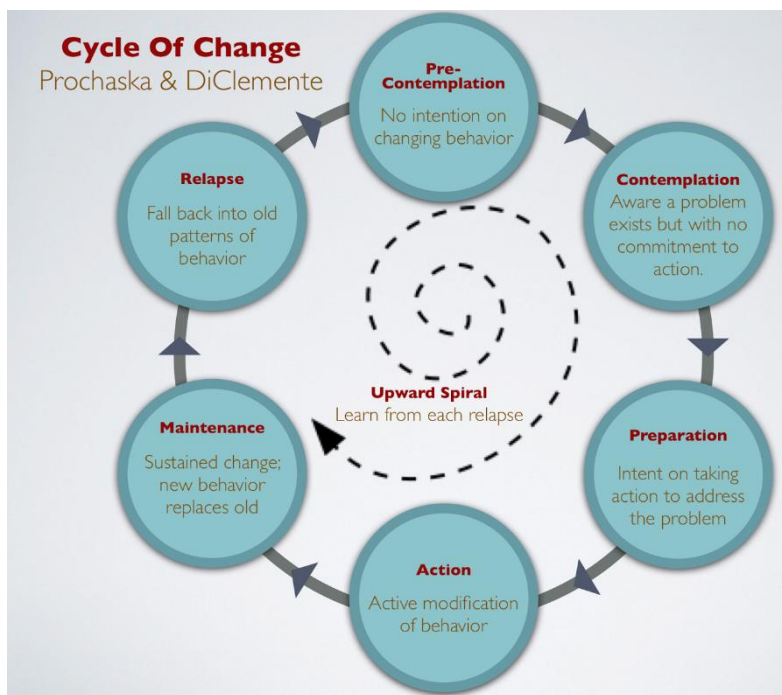 Cycle Of Change
Prochaska & DiClemente
Pre-
Contemplation
No intention on
changing behavior
Contemplation
Aware a problem
exists but with no
commitment to
action.
Preparation
Intent on taking
action to address
the problem
Action
Active modification
of behavior
Maintenance
Sustained change;
new behavior
replaces old
Relapse
Fall back into old
patterns of
behavior
Upward Spiral
Learn from each relapse